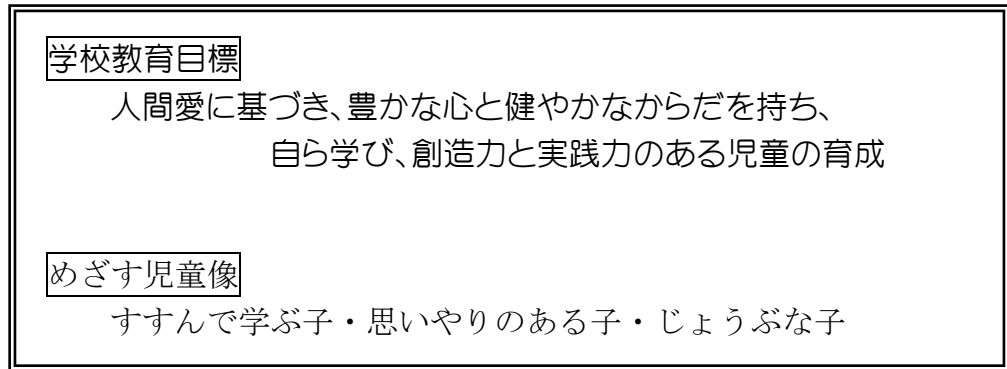 学校教育目標
人間愛に基づき、豊かな心と健やかなからだを持ち、
自ら学び、創造力と実践力のある児童の育成
めざす児童像
すすんで学ぶ子・思いやりのある子・じょうぶな子